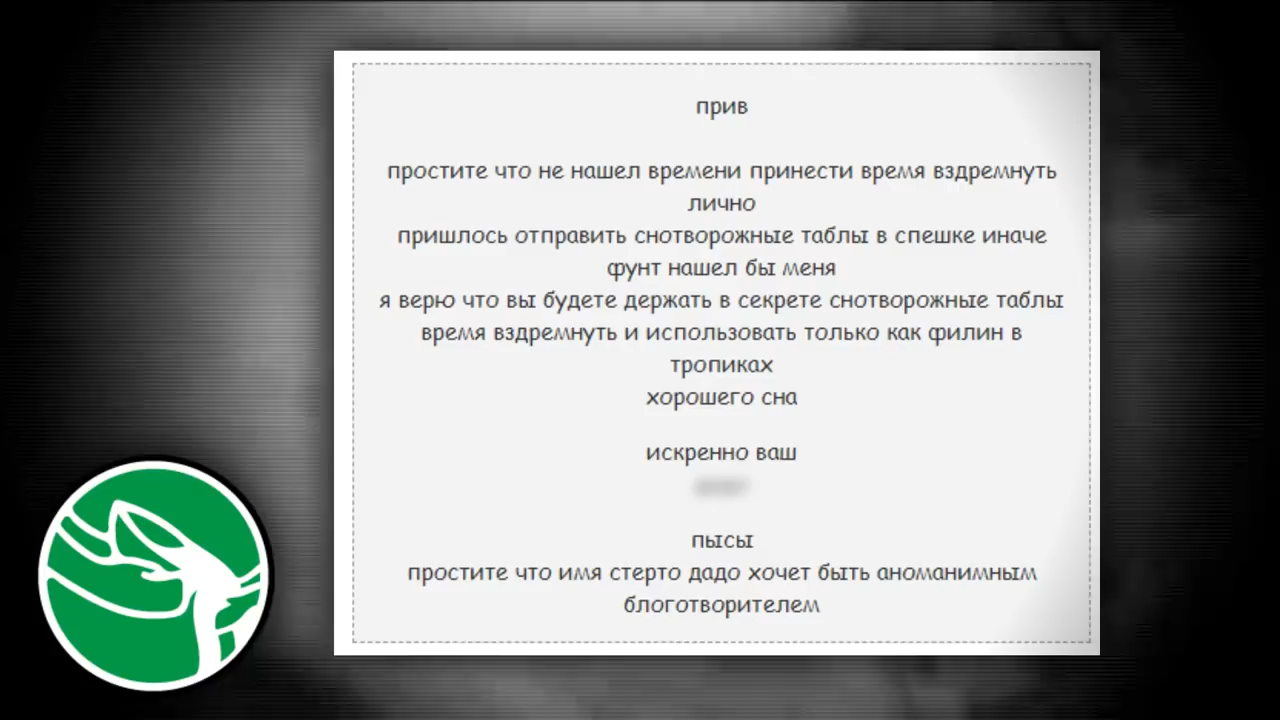 прив
простите что не нашел времени принести время вздремнуть
лично
пришлось отправить снотворожные таблы в спешке иначе
фунт нашел бы меня
я верю что вы будете держать в секрете снотворожные таблы
время вздремнуть и использовать только как филин в
тропиках
хорошего сна
искренно ваш
пысы
простите что имя стерто дадо хочет быть аноманимным
блоготворителем